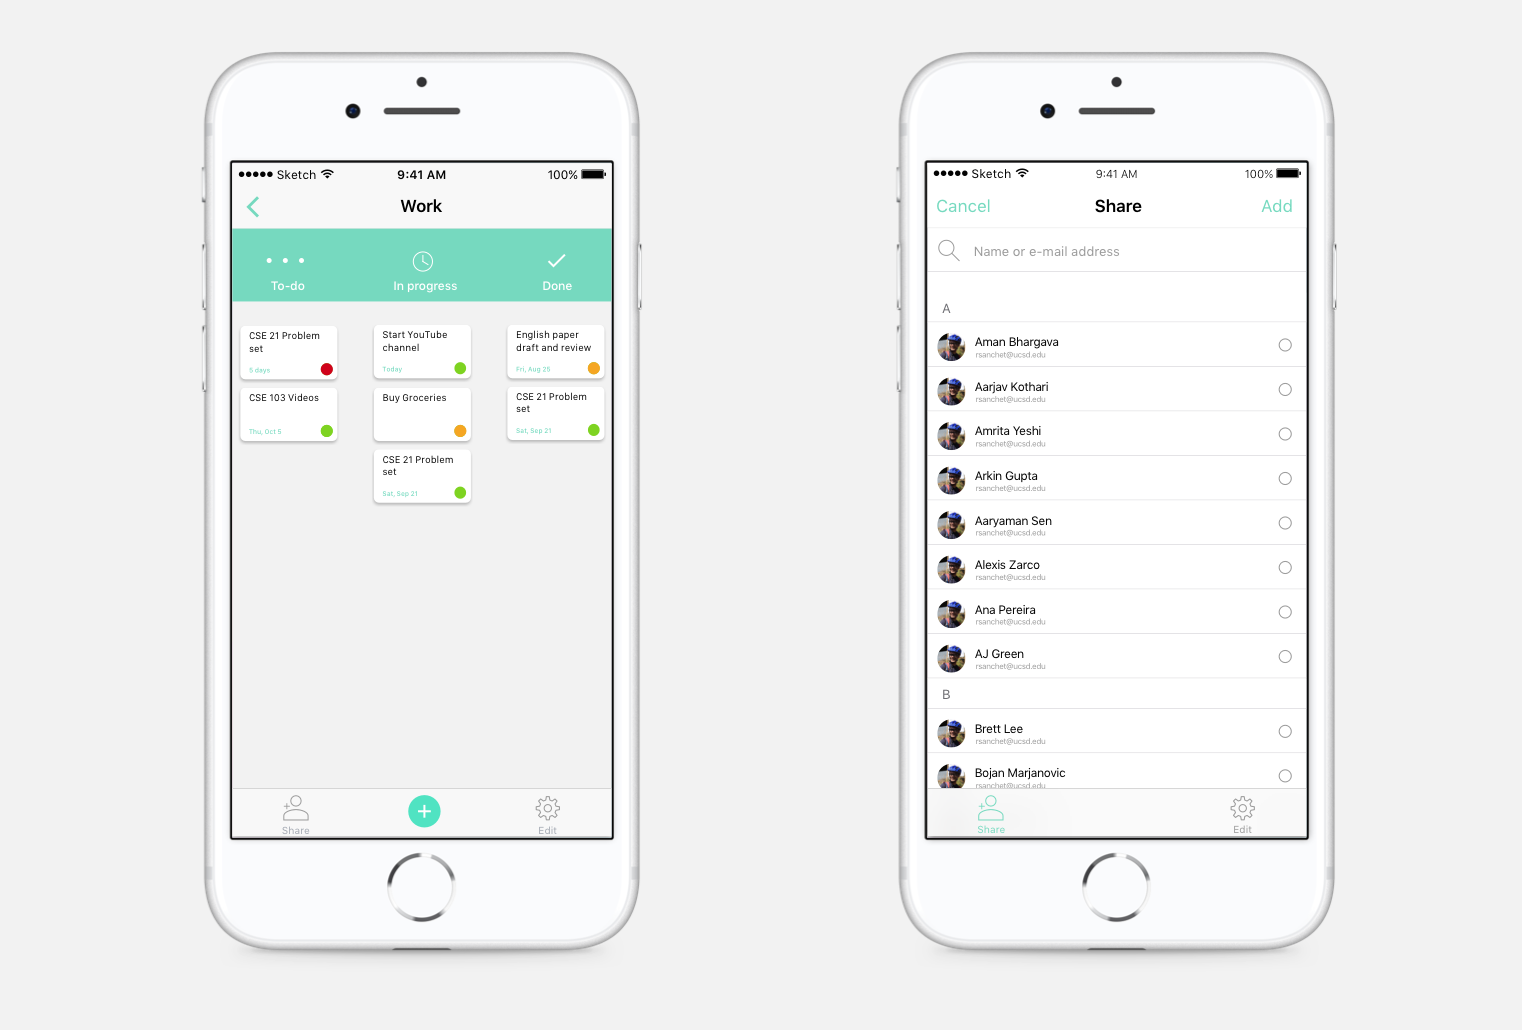 Sketch 9:41 AM 100%
Work
To-do In progress Done
CSE 21 Problem
set
5 days
CSE 103 Videos
Thu, Oct 5
Start YouTube
channel
Today
Buy Groceries
CSE 21 Problem
set
Sat, Sep 21
English paper
draft and review
Fri, Aug 25
CSE 21 Problem
set
Sat, Sep 21
Share Edit
Sketch 9:41 AM 100%
Cancel Share Add
Name or e-mail address
A
Aman Bhargava
rsanchet@ucsd.edu
Aarjav Kothari
rsanchet@ucsd.edu
Amrita Yeshi
rsanchet@ucsd.edu
Arkin Gupta
rsanchet@ucsd.edu
Aaryaman Sen
rsanchet@ucsd.edu
Alexis Zarco
rsanchet@ucsd.edu
Ana Pereira
rsanchet@ucsd.edu
AJ Green
rsanchet@ucsd.edu
B
Brett Lee
rsanchet@ucsd.edu
Bojan Marjanovic
rsanchet@ucsd.edu
Share Edit